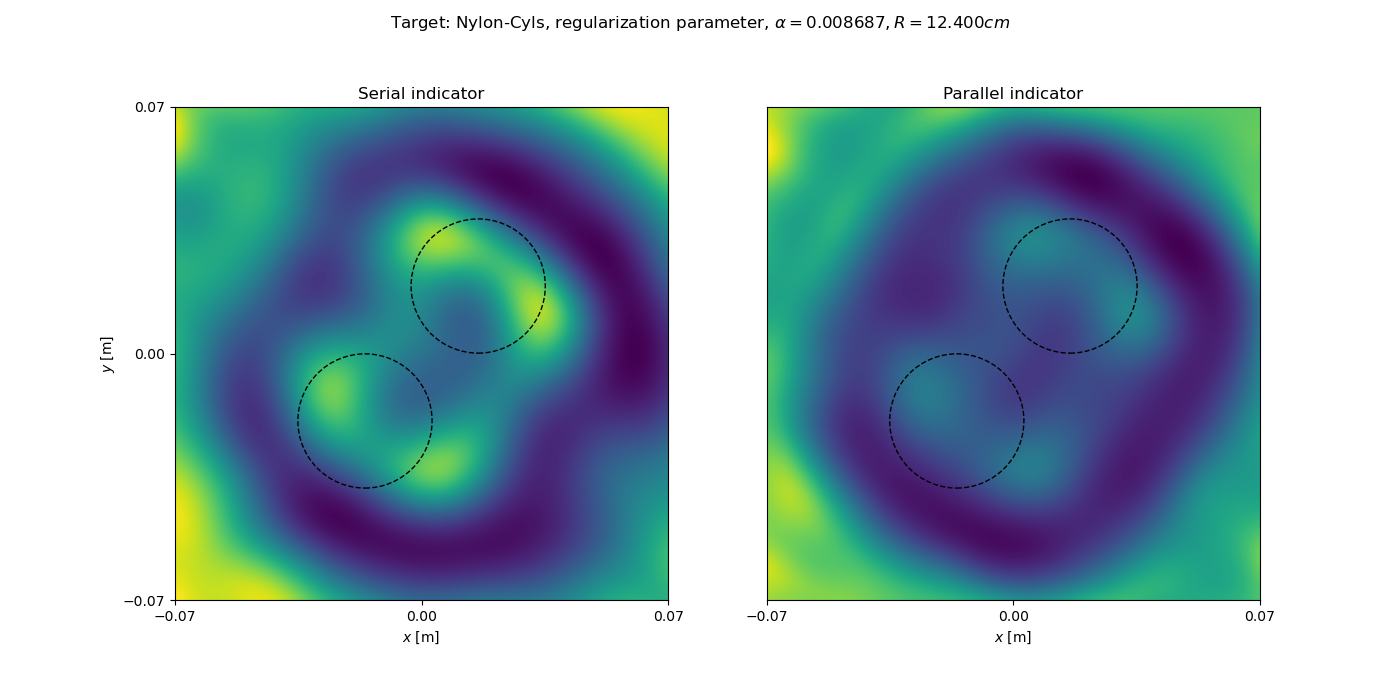 Target: Nylon-Cyls, regularization parameter, α = 0.008687, R = 12.400cm
Serial indicator
Parallel indicator
0.07
0.00
−0.07
y [m]
−0.07
0.00
0.07
x [m]
−0.07
0.00
0.07
x [m]